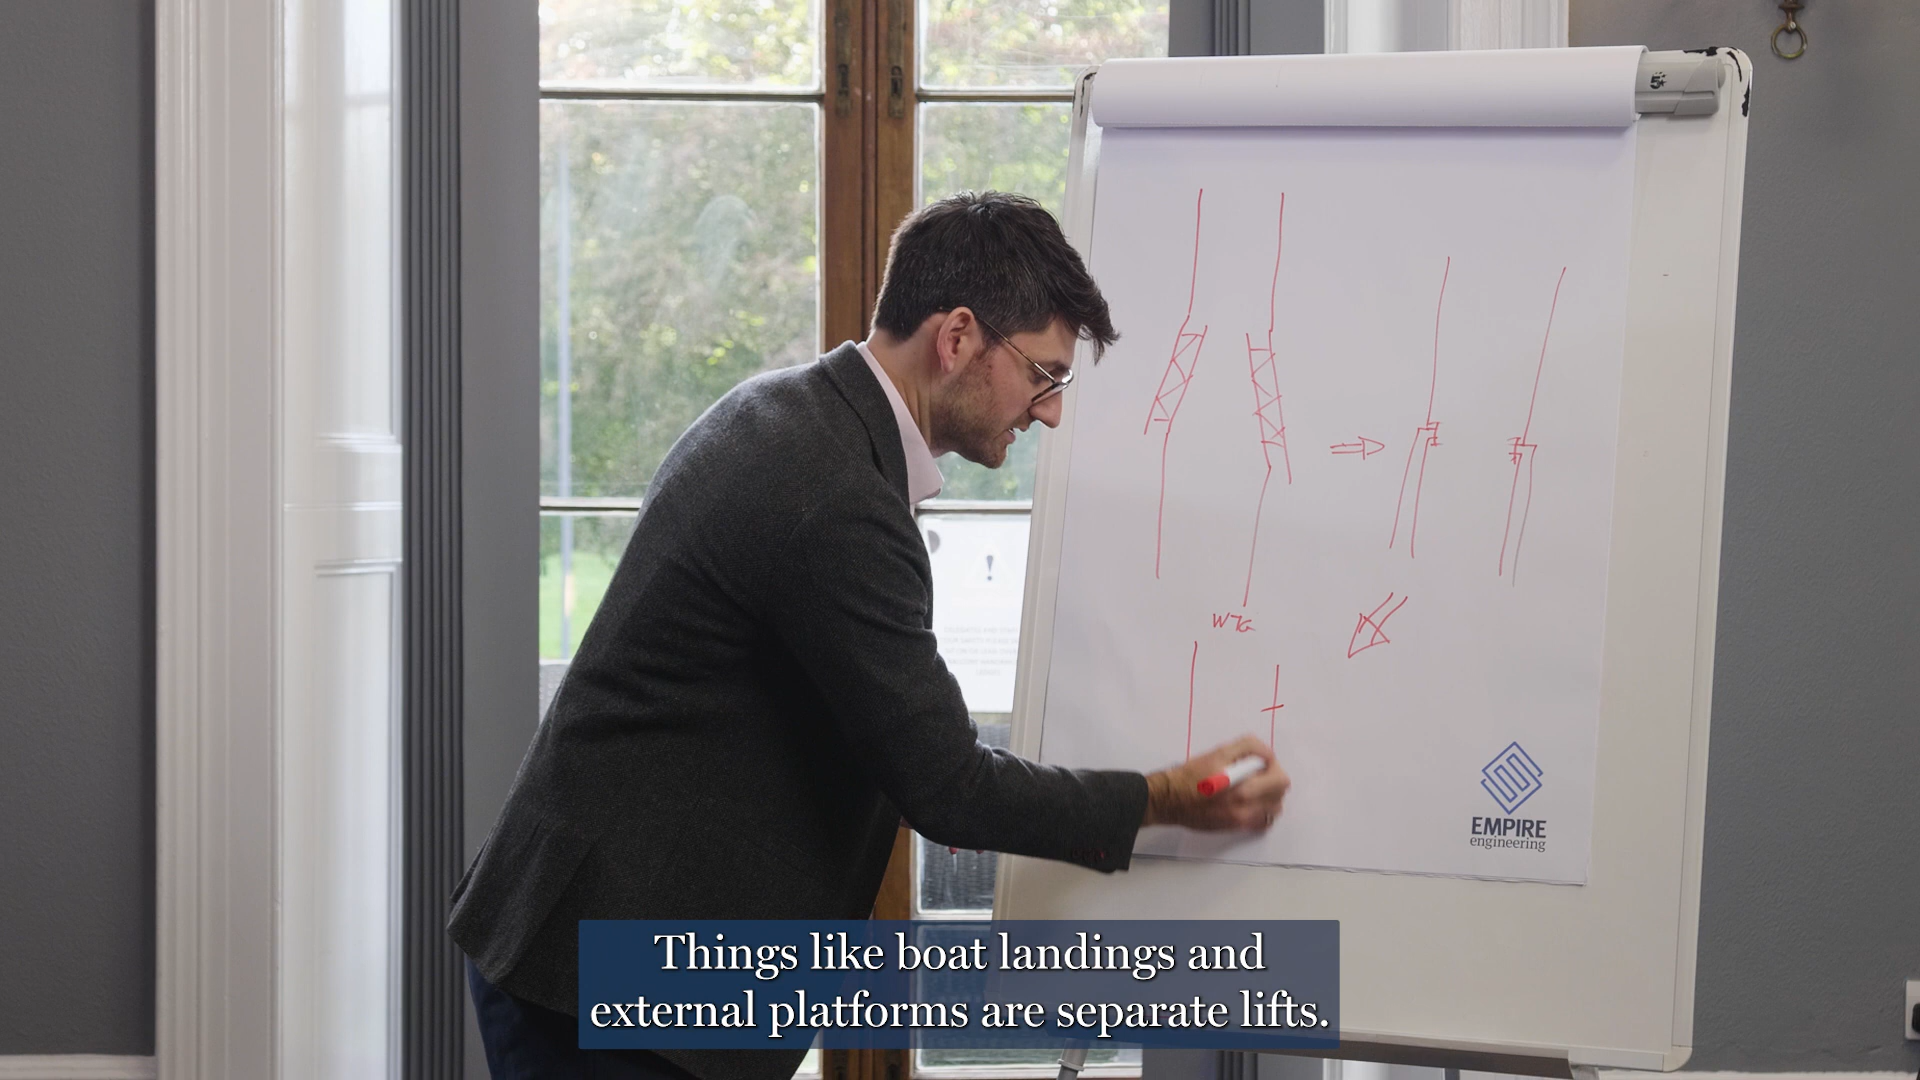 WTG
EMPIRE
engineering
Things like boat landings and
external platforms are separate lifts.